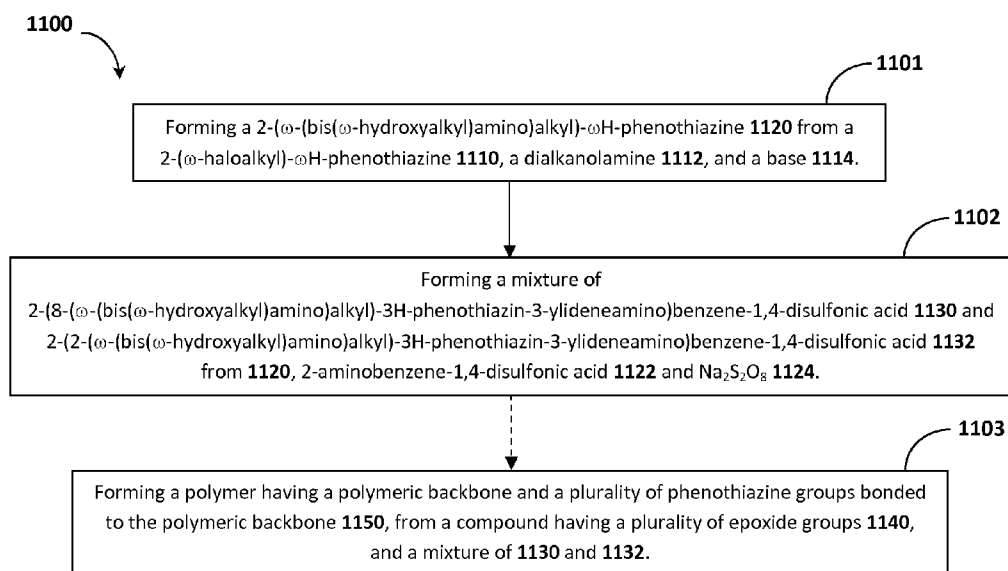 1100
1101
Forming a 2-(ω-(bis(ω-hydroxyalkyl)amino)alkyl)-ωH-phenothiazine 1120 from a
2-(ω-haloalkyl)-ωH-phenothiazine 1110, a dialkanolamine 1112, and a base 1114.
1102
Forming a mixture of
2-(8-(ω-(bis(ω-hydroxyalkyl)amino)alkyl)-3H-phenothiazin-3-ylideneamino)benzene-1,4-disulfonic acid 1130 and
2-(2-(ω-(bis(ω-hydroxyalkyl)amino)alkyl)-3H-phenothiazin-3-ylideneamino)benzene-1,4-disulfonic acid 1132
from 1120, 2-aminobenzene-1,4-disulfonic acid 1122 and Na₂S₂O₈ 1124.
1103
Forming a polymer having a polymeric backbone and a plurality of phenothiazine groups bonded
to the polymeric backbone 1150, from a compound having a plurality of epoxide groups 1140,
and a mixture of 1130 and 1132.